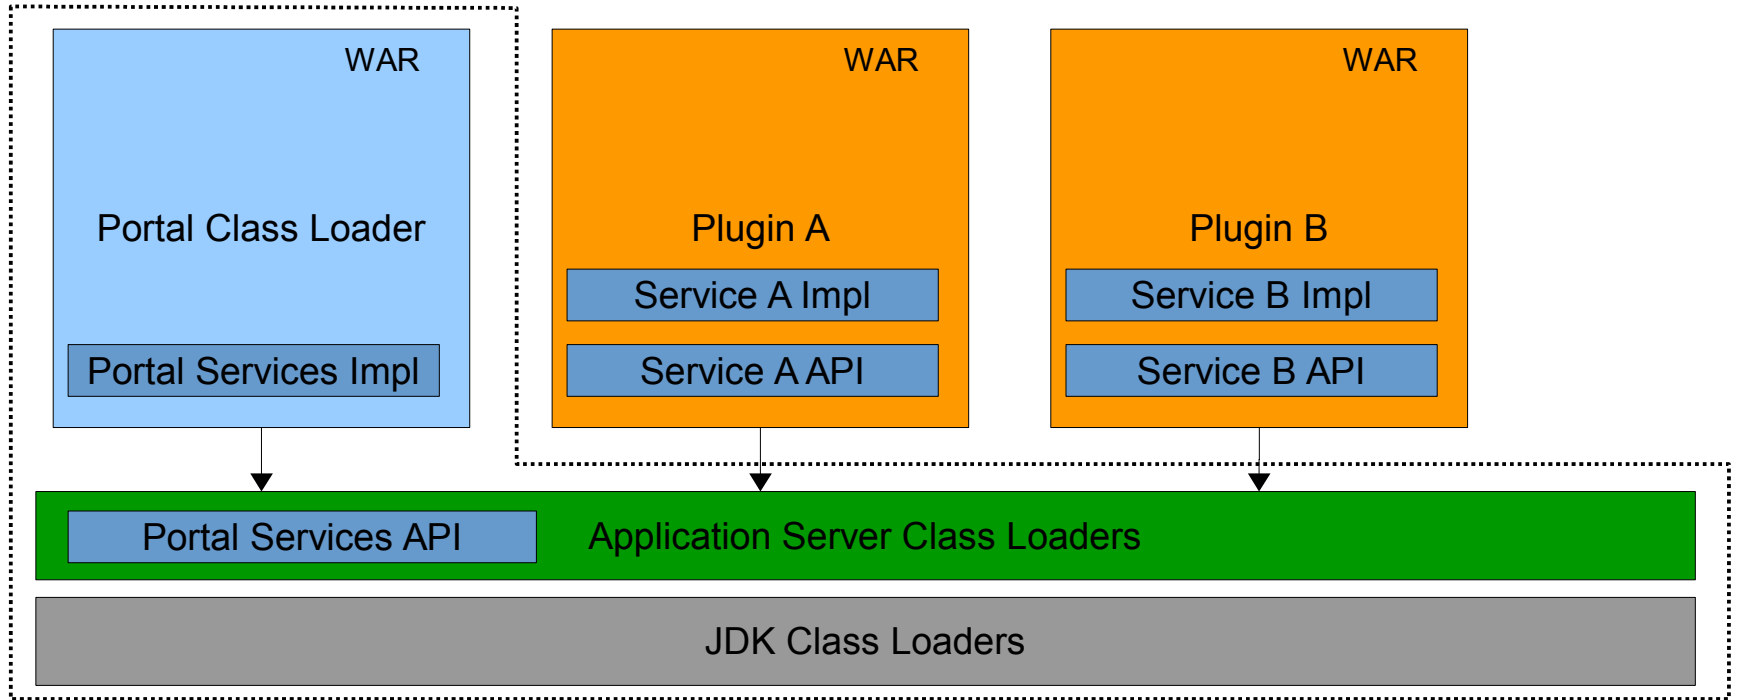 WAR
WAR
WAR
Portal Class Loader
Plugin A
Plugin B
Service A Impl
Service B Impl
Portal Services Impl
Service A API
Service B API
Portal Services API
Application Server Class Loaders
JDK Class Loaders